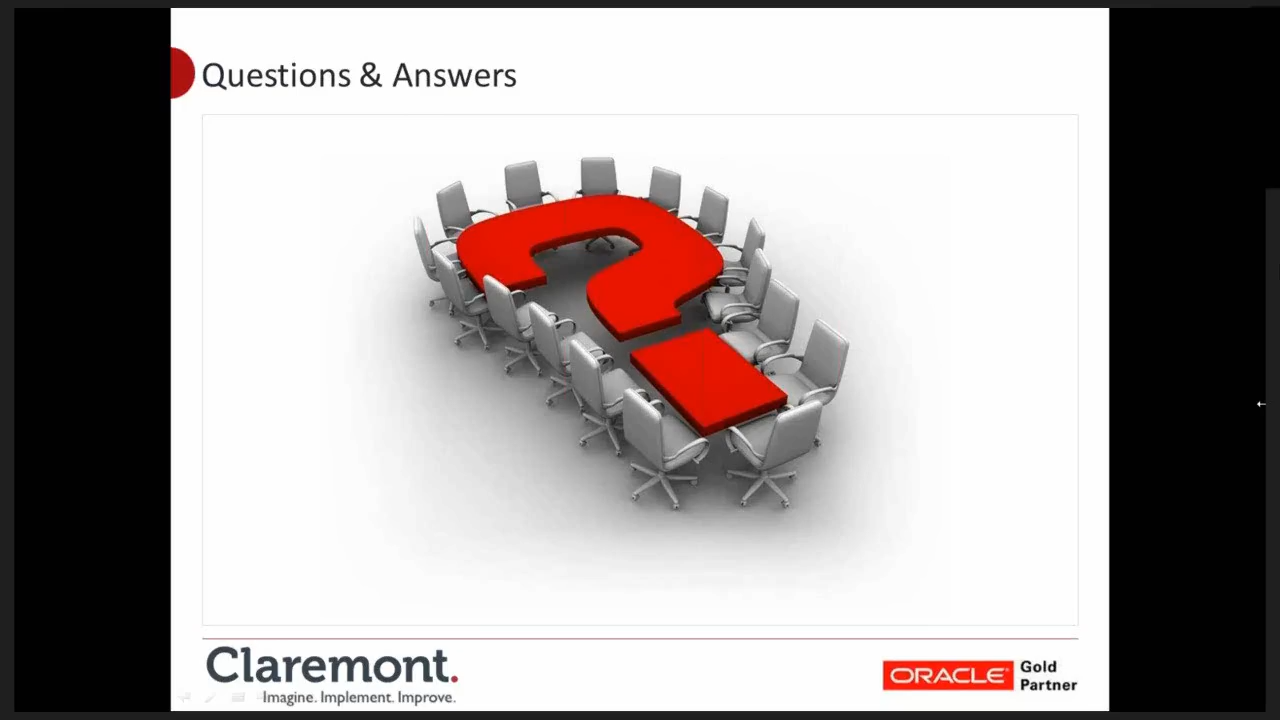 Questions & Answers
Claremont.
Imagine. Implement. Improve.
ORACLE®
Gold
Partner